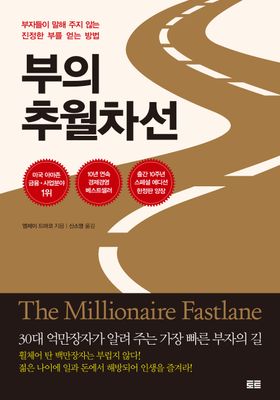 부자들이 말해 주지 않는
진정한 부를 얻는 방법
부의
추월차선
미국 아마존
금융·사업분야
1위
10년 연속
경제경영
베스트셀러
출간 10주년
스페셜 에디션
한정판 양장
엠제이 드마코 지음 | 신소영 옮김
The Millionaire Fastlane
30대 억만장자가 알려 주는 가장 빠른 부자의 길
휠체어 탄 백만장자는 부럽지 않다!
젊은 나이에 일과 돈에서 해방되어 인생을 즐겨라!
토트